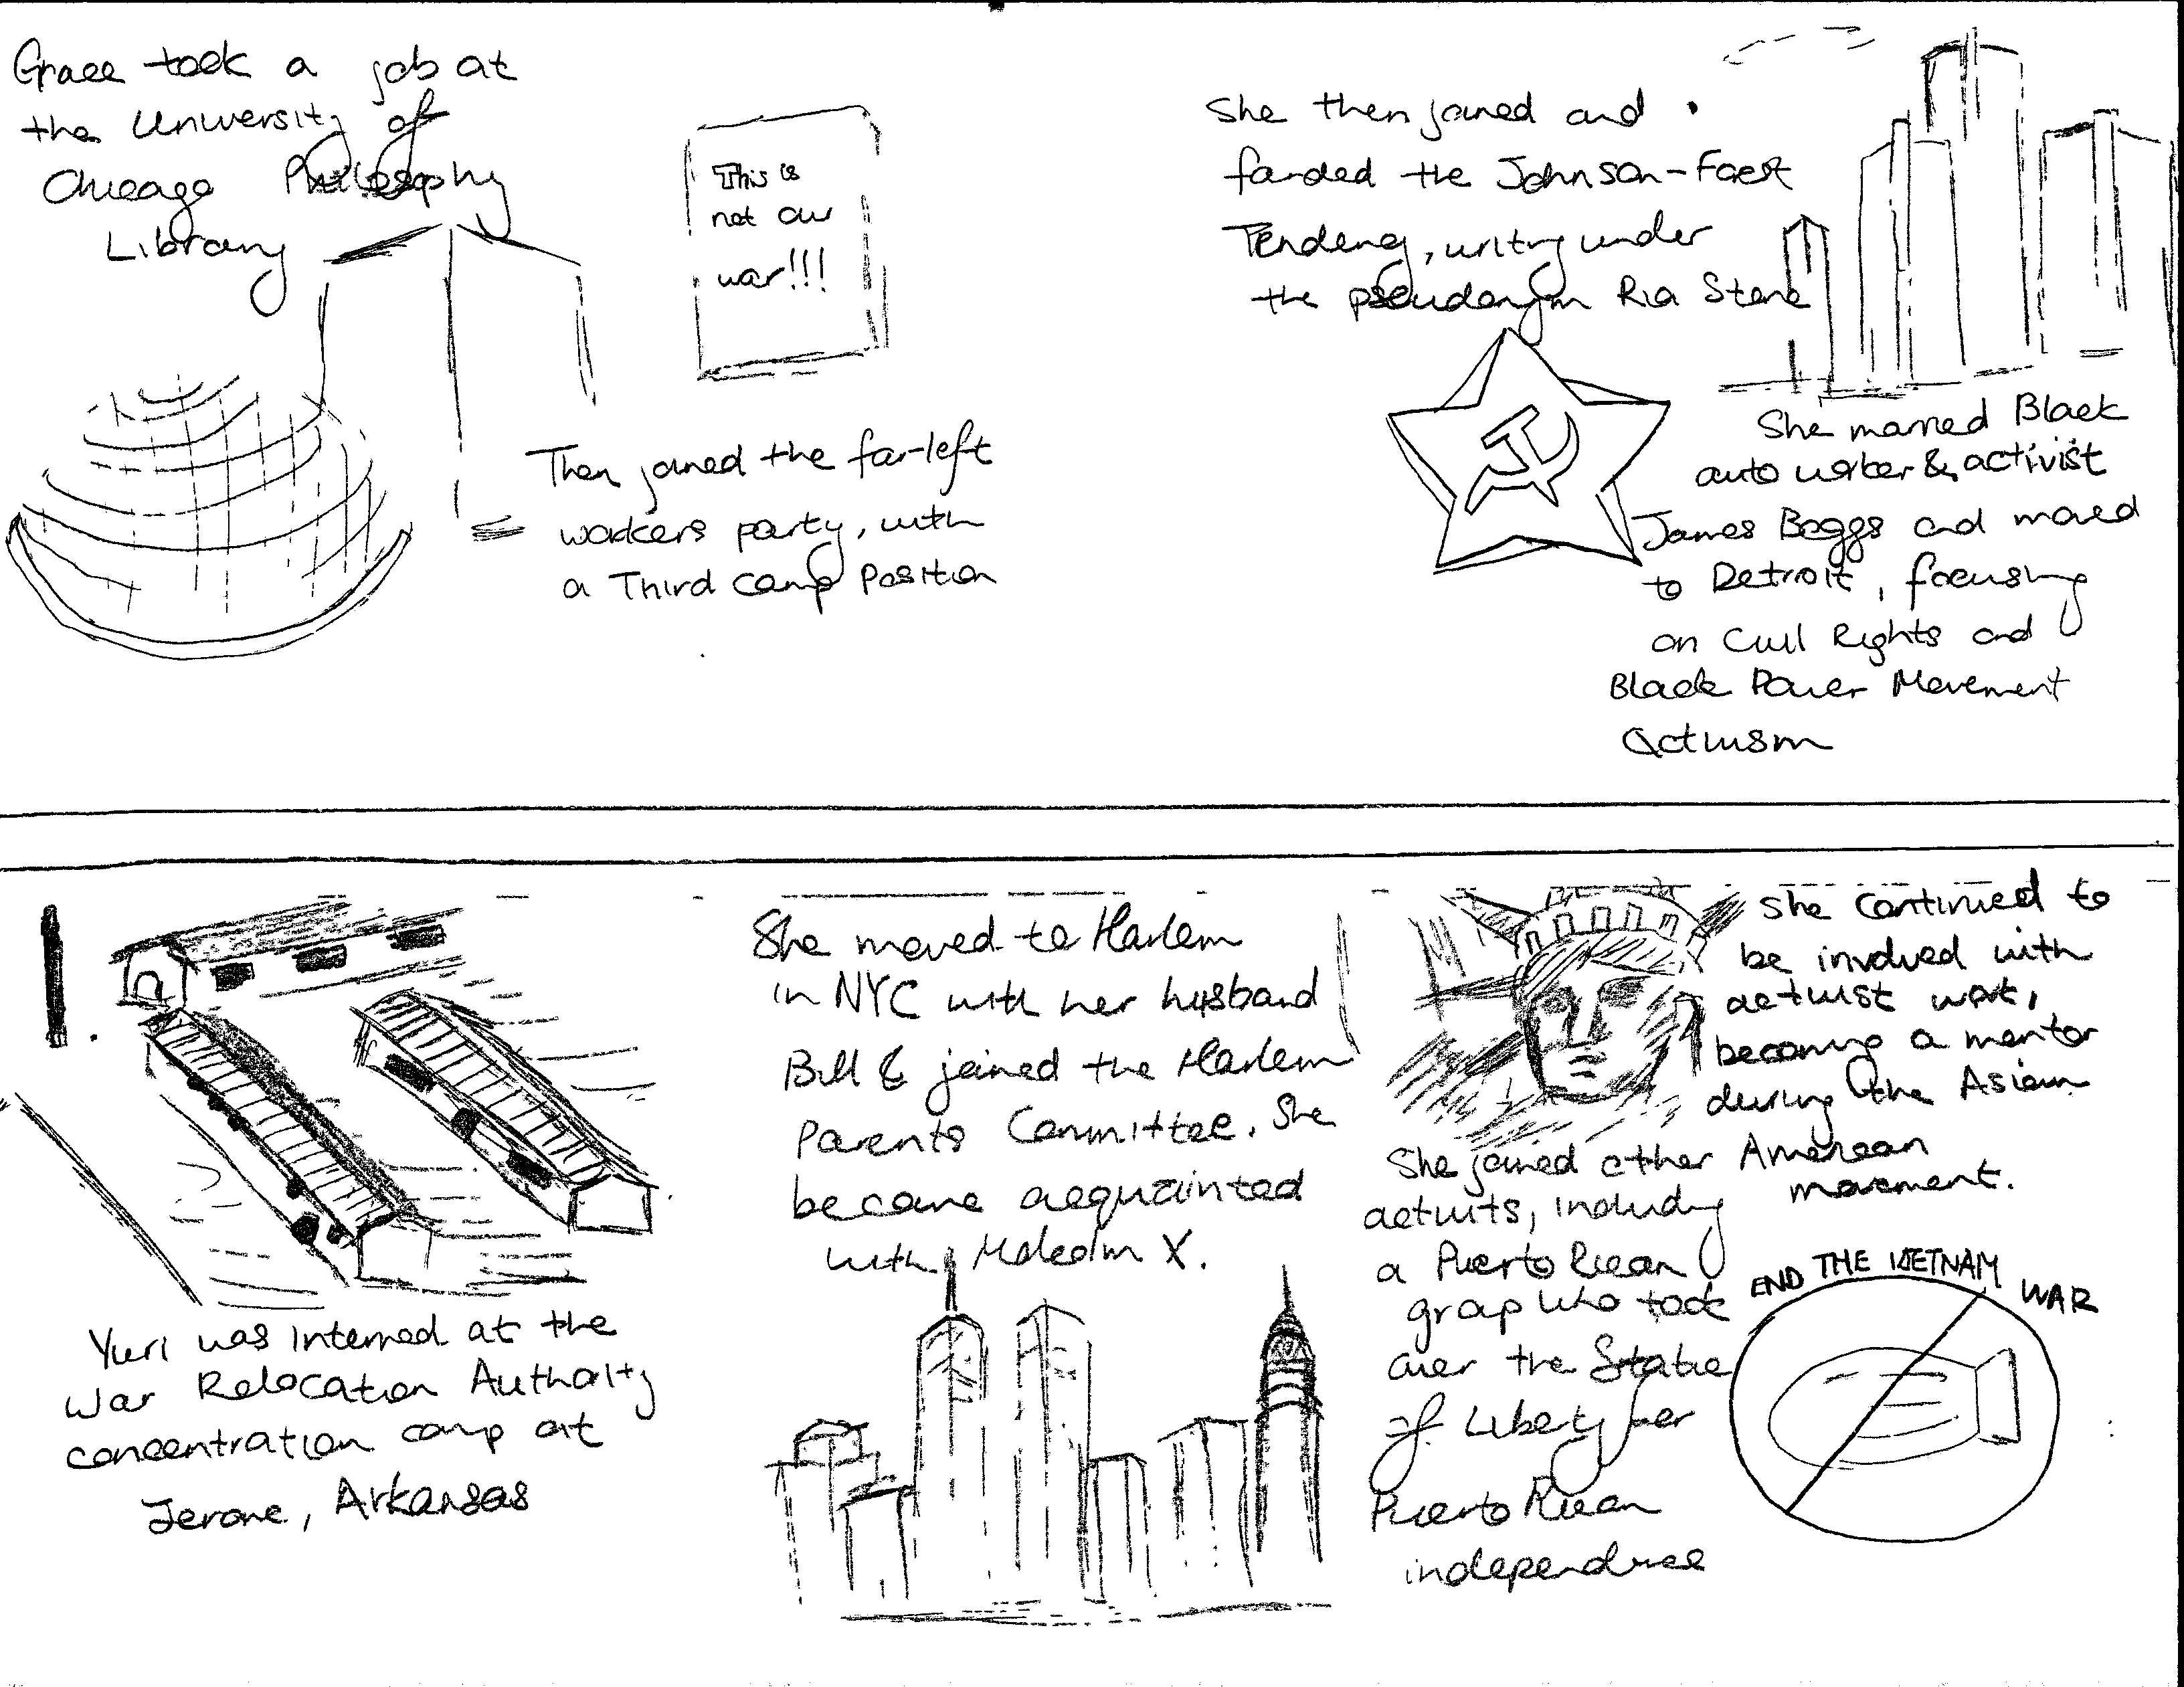 Grace took a job at
the University of
Chicago Philosophy
Library
This is
not our
war!!!
Then joined the far-left
workers party, with
a Third Camp Position
She then joined and
founded the Johnson-Forest
Tendency, writing under
the pseudonym Ria Stone
She married Black
auto worker & activist
James Boggs and moved
to Detroit, focusing
on Civil Rights and
Black Power Movement
Activism
Yuri was interned at the
War Relocation Authority
concentration camp at
Jerome, Arkansas
She moved to Harlem
in NYC with her husband
Bill & joined the Harlem
Parents Committee. She
became acquainted
with Malcolm X.
She continued to
be involved with
activist work,
becoming a mentor
during the Asian
American
movement.
She joined other
activits, including
a Puerto Rican
group who took
over the Statue
of Liberty for
Puerto Rican
independence
END THE VIETNAM
WAR